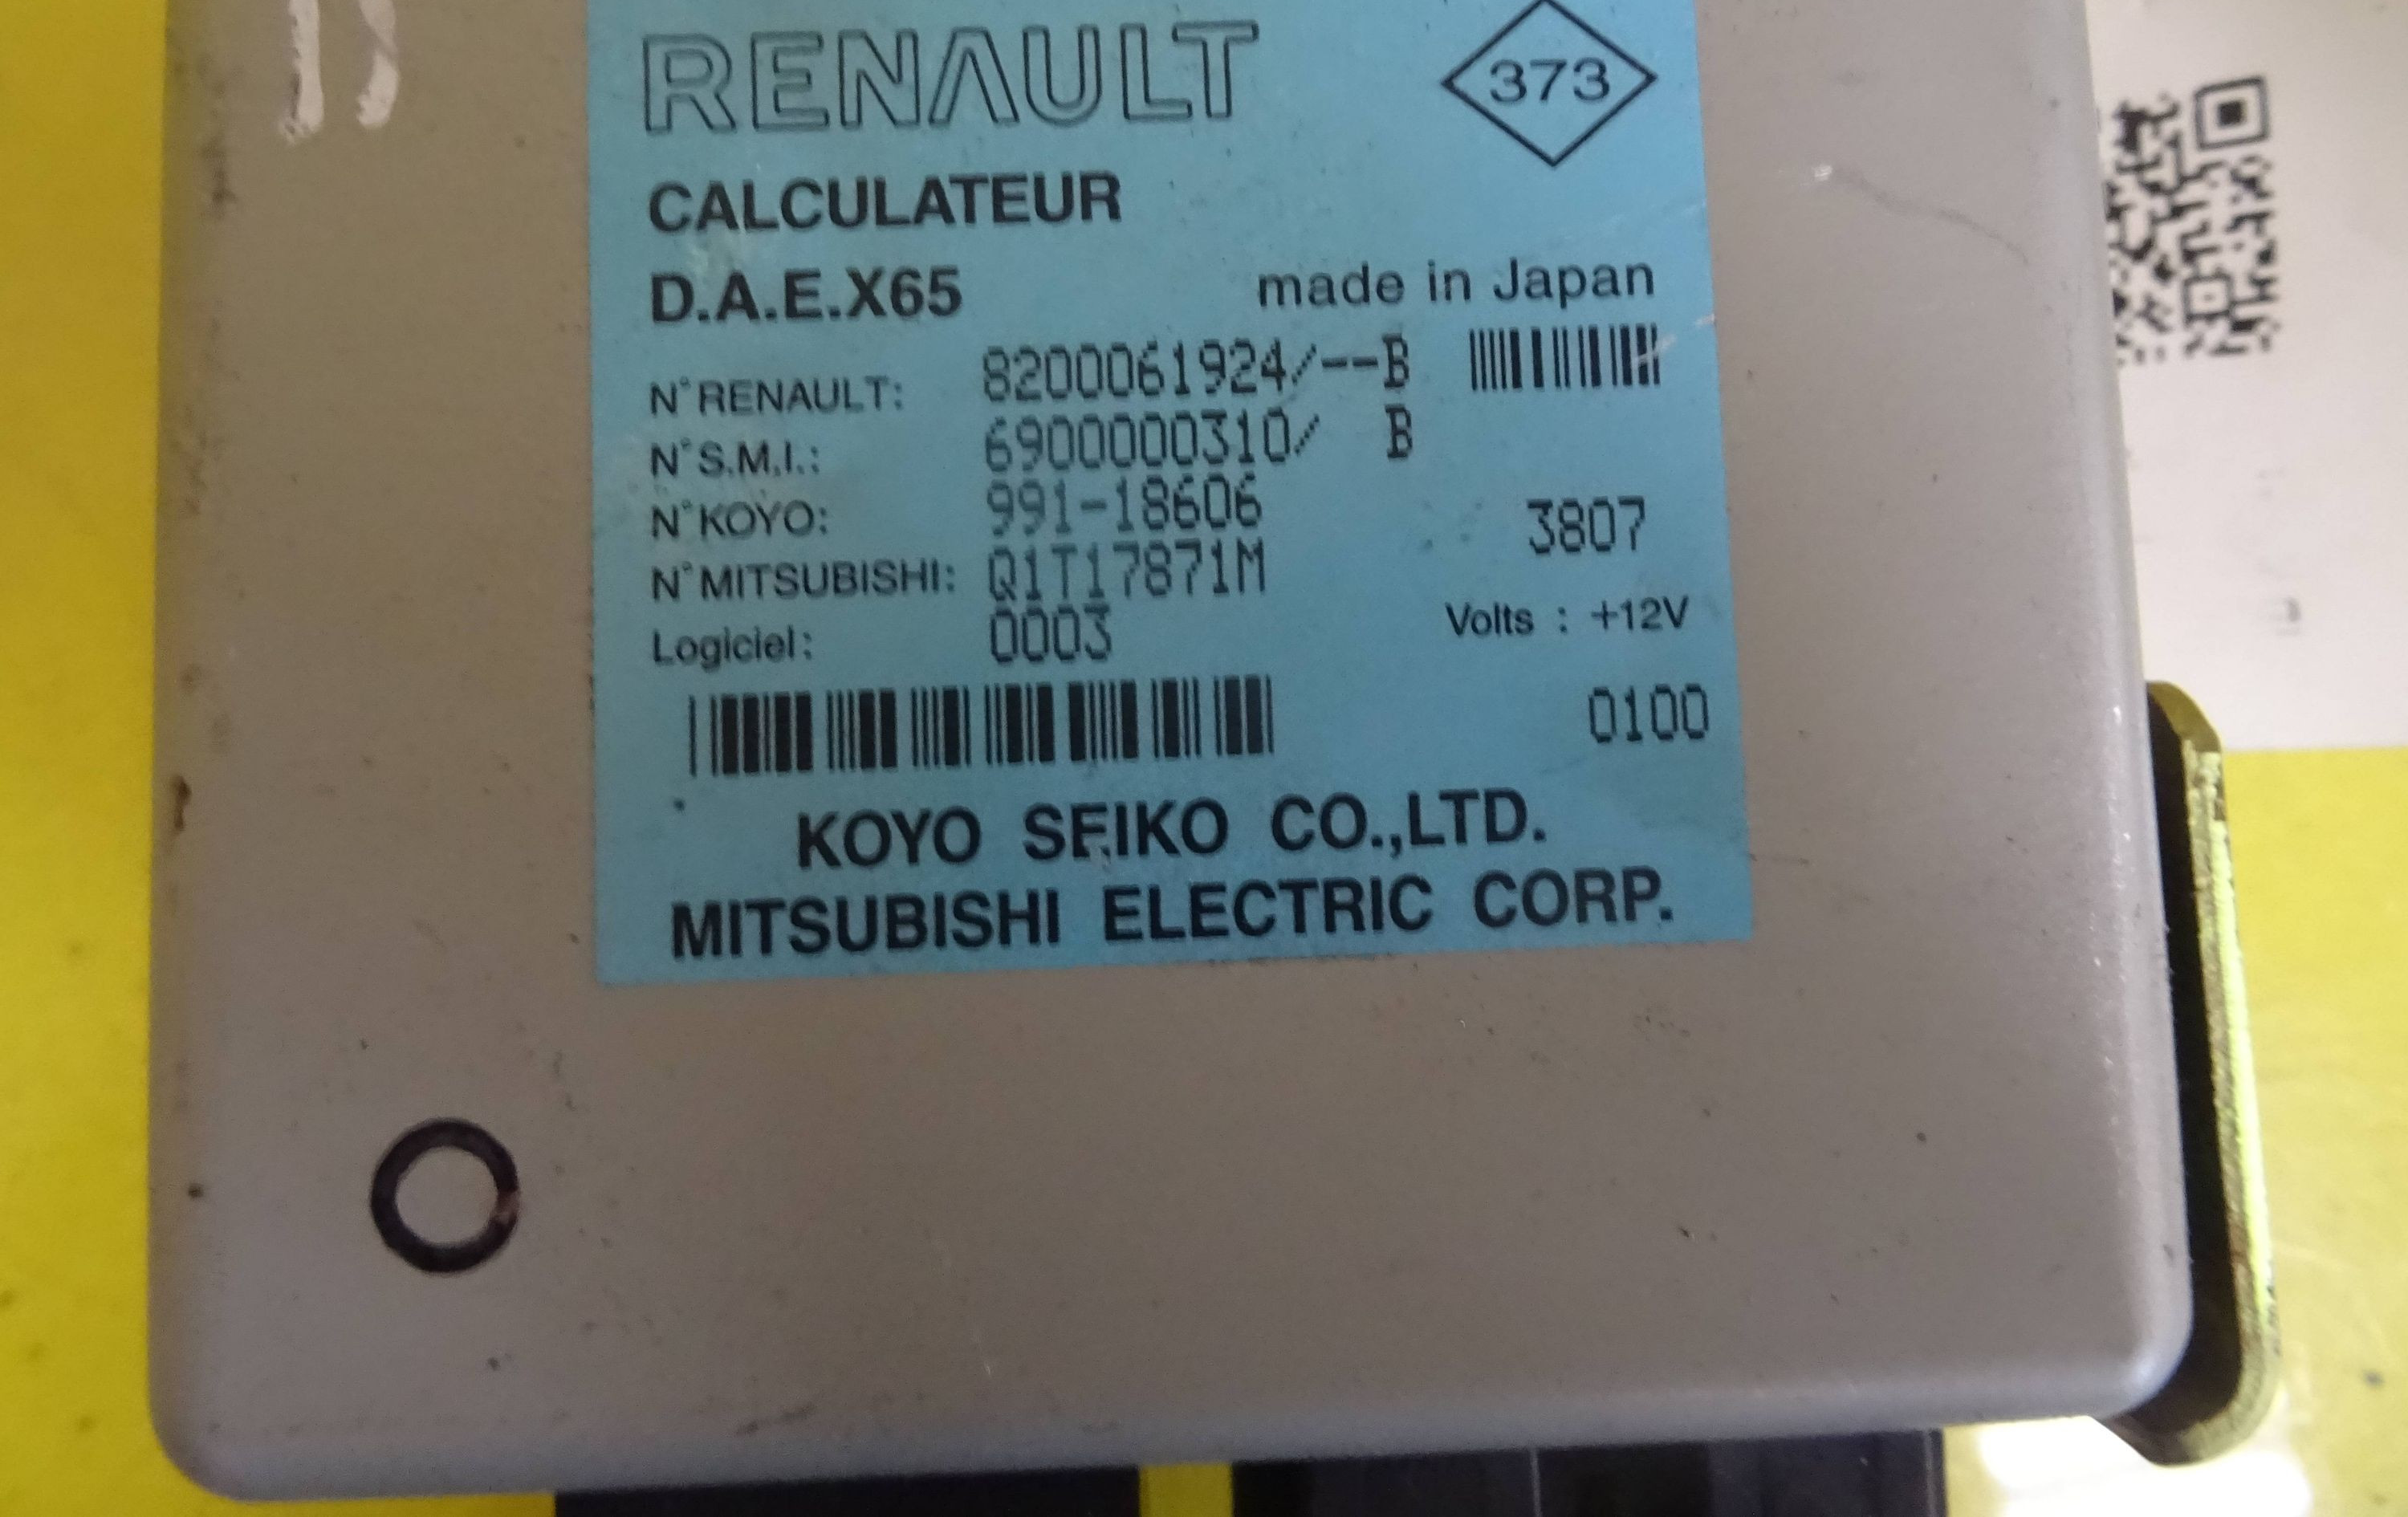 RENAULT
373
CALCULATEUR
D.A.E.X65 made in Japan
N°RENAULT: 8200061924/--B
N°S.M.I.: 6900000310/ B
N°KOYO: 991-18606 3807
N°MITSUBISHI: Q1T17871M
Logiciel: 0003 Volts : +12V
0100
KOYO SEIKO CO.,LTD.
MITSUBISHI ELECTRIC CORP.